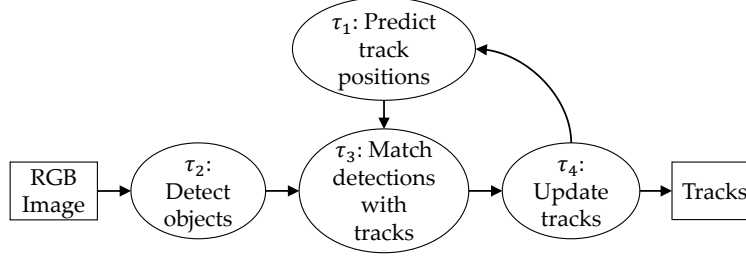 τ₁: Predict
track
positions
RGB
Image
τ₂:
Detect
objects
τ₃: Match
detections
with
tracks
τ₄:
Update
tracks
Tracks